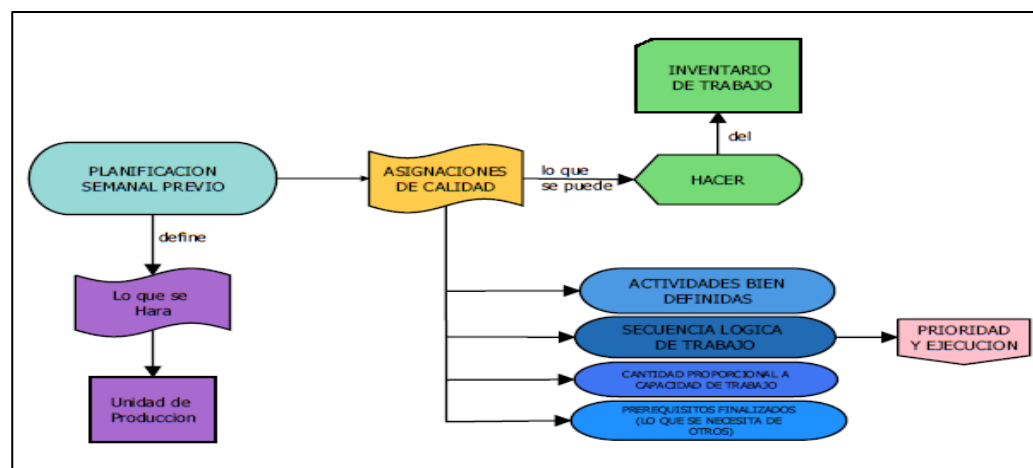 INVENTARIO
DE TRABAJO
del
PLANIFICACION
SEMANAL PREVIO
ASIGNACIONES
DE CALIDAD
lo que
se puede
HACER
define
Lo que se
Hara
Unidad de
Produccion
ACTIVIDADES BIEN
DEFINIDAS
SECUENCIA LOGICA
DE TRABAJO
PRIORIDAD
Y EJECUCION
CANTIDAD PROPORCIONAL A
CAPACIDAD DE TRABAJO
PREREQUISITOS FINALIZADOS
(LO QUE SE NECESITA DE
OTROS)